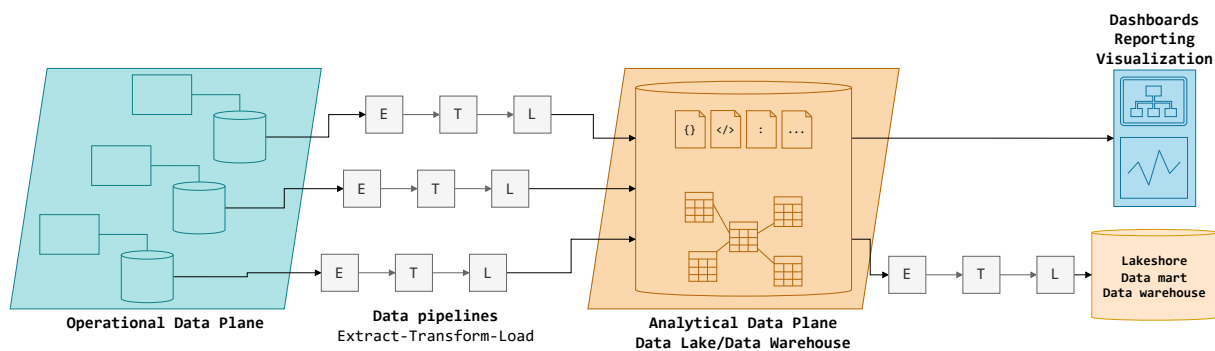 Dashboards
Reporting
Visualization
E T L
{} </> : ...
E T L
E T L
E T L
Lakeshore
Data mart
Data warehouse
Operational Data Plane
Data pipelines
Extract-Transform-Load
Analytical Data Plane
Data Lake/Data Warehouse